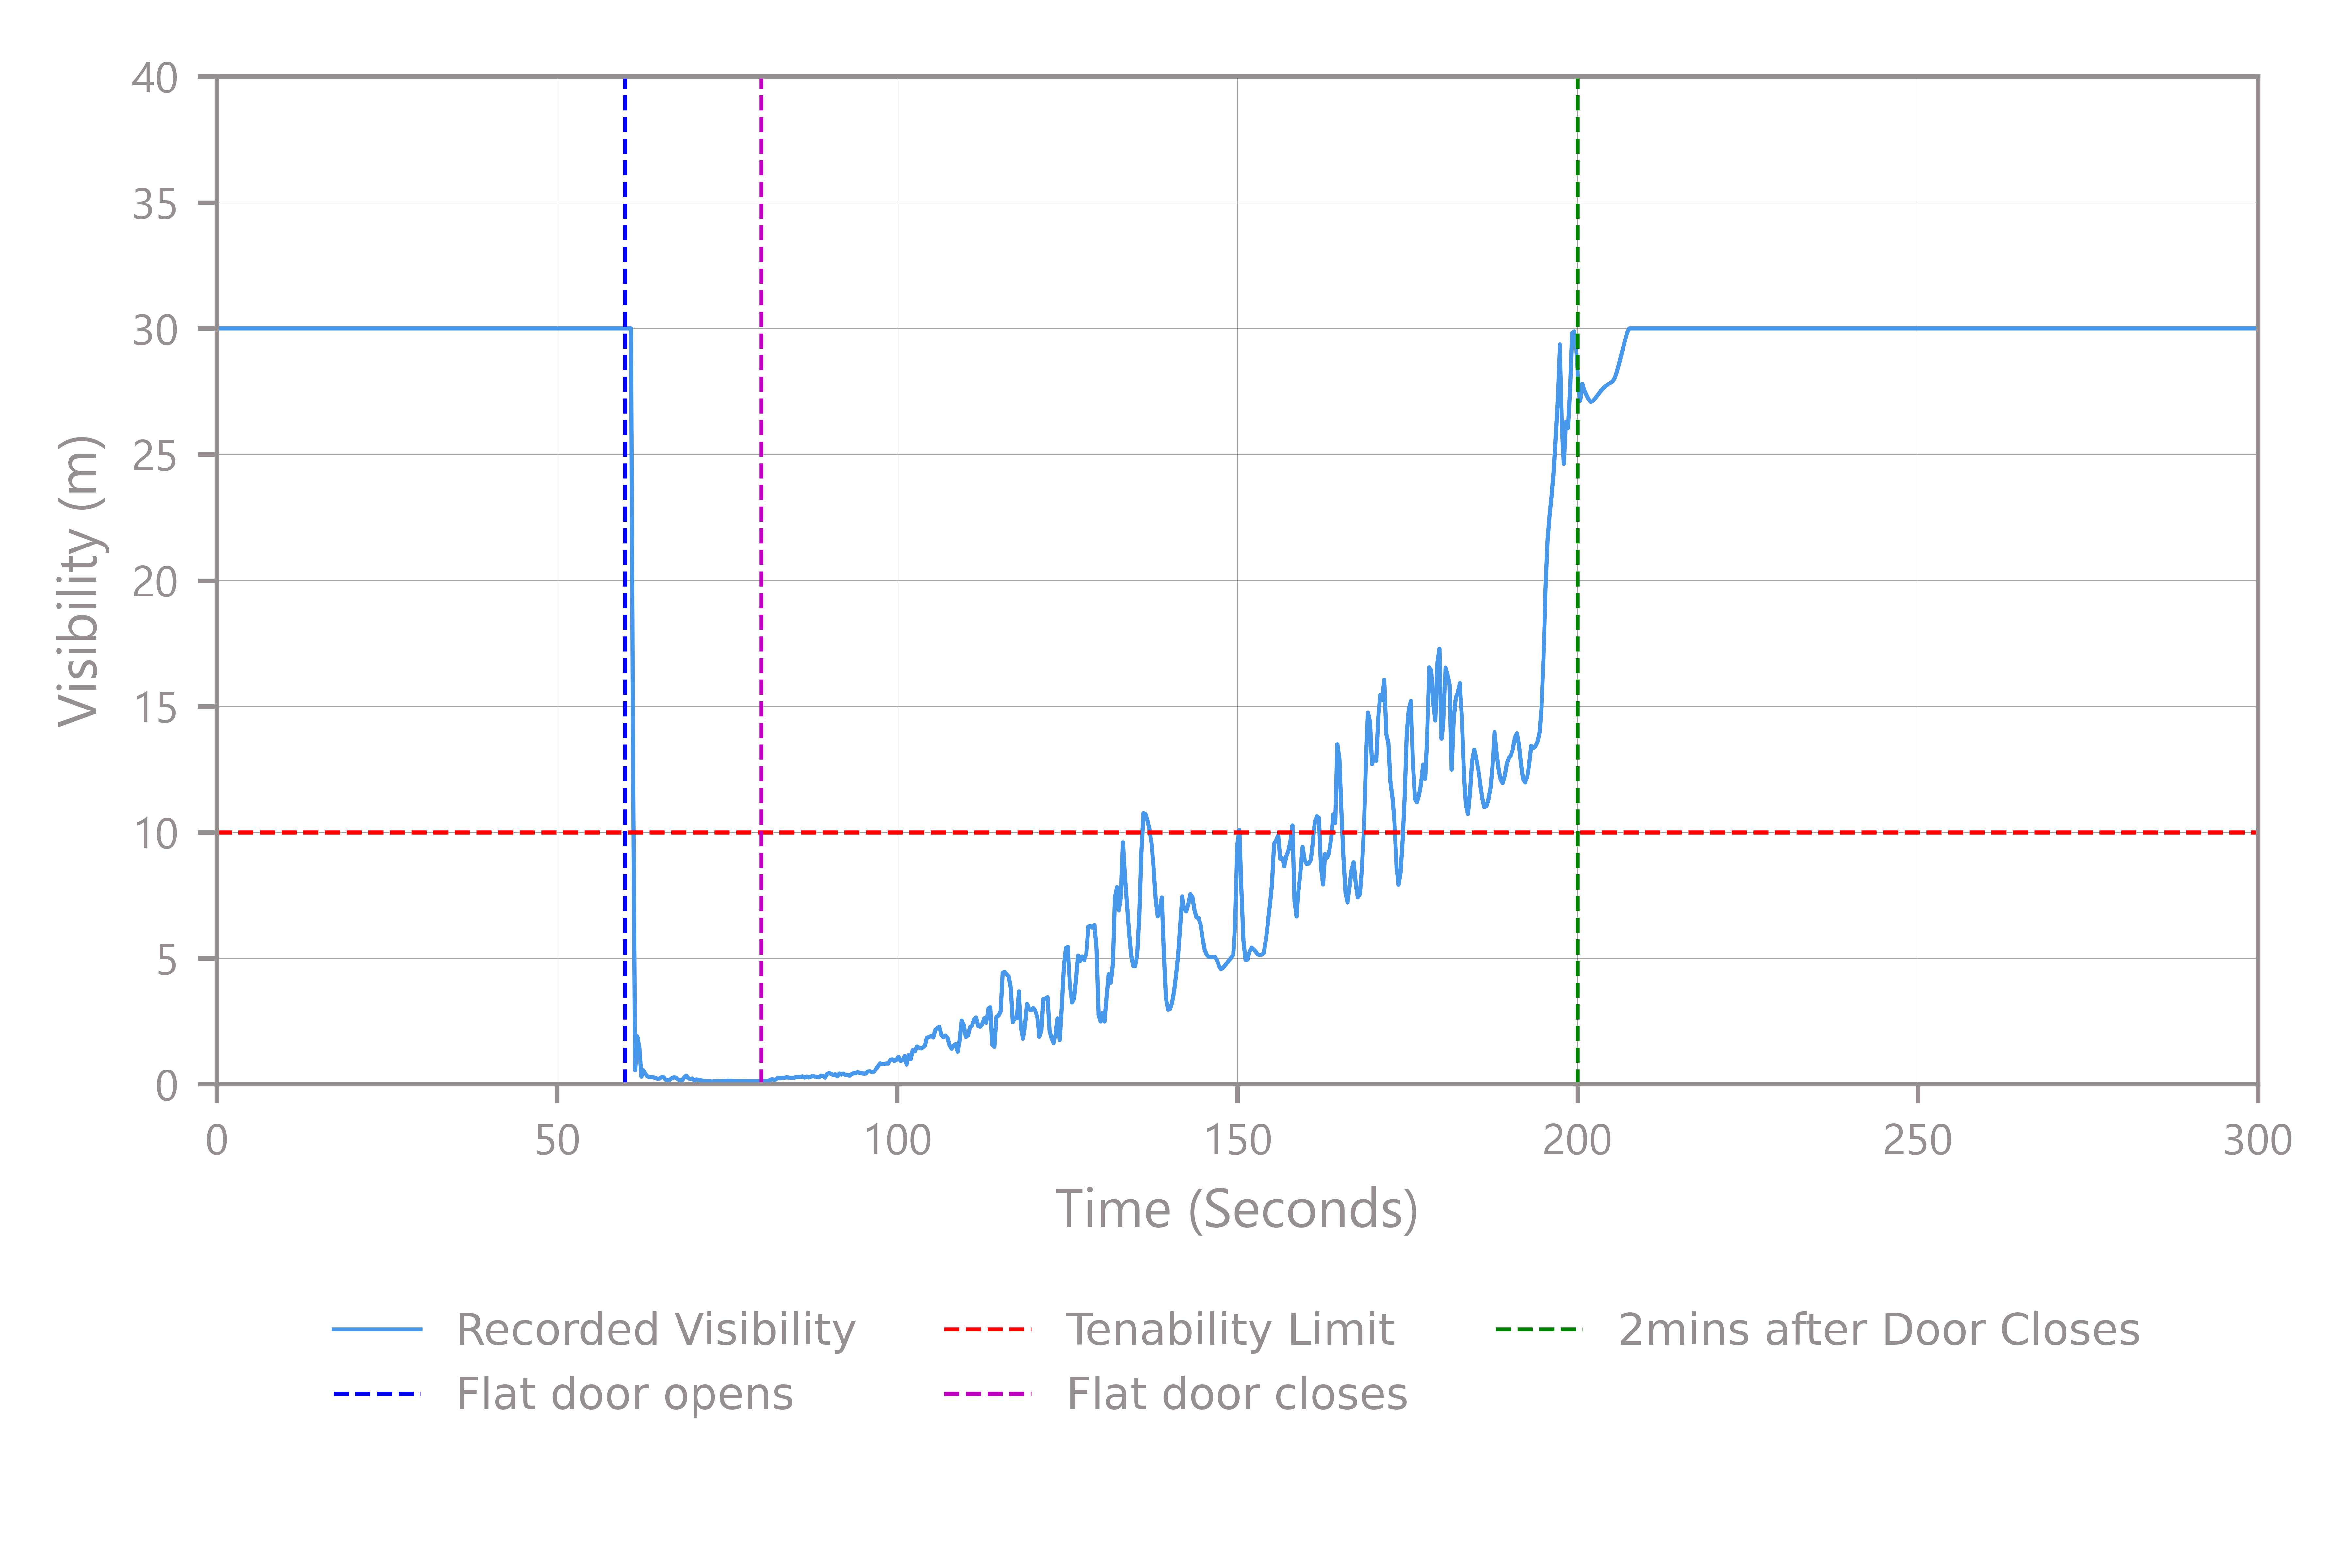 40
35
30
25
20
15
10
5
0
Visibility (m)
0 50 100 150 200 250 300
Time (Seconds)
Recorded Visibility Tenability Limit 2mins after Door Closes
Flat door opens Flat door closes